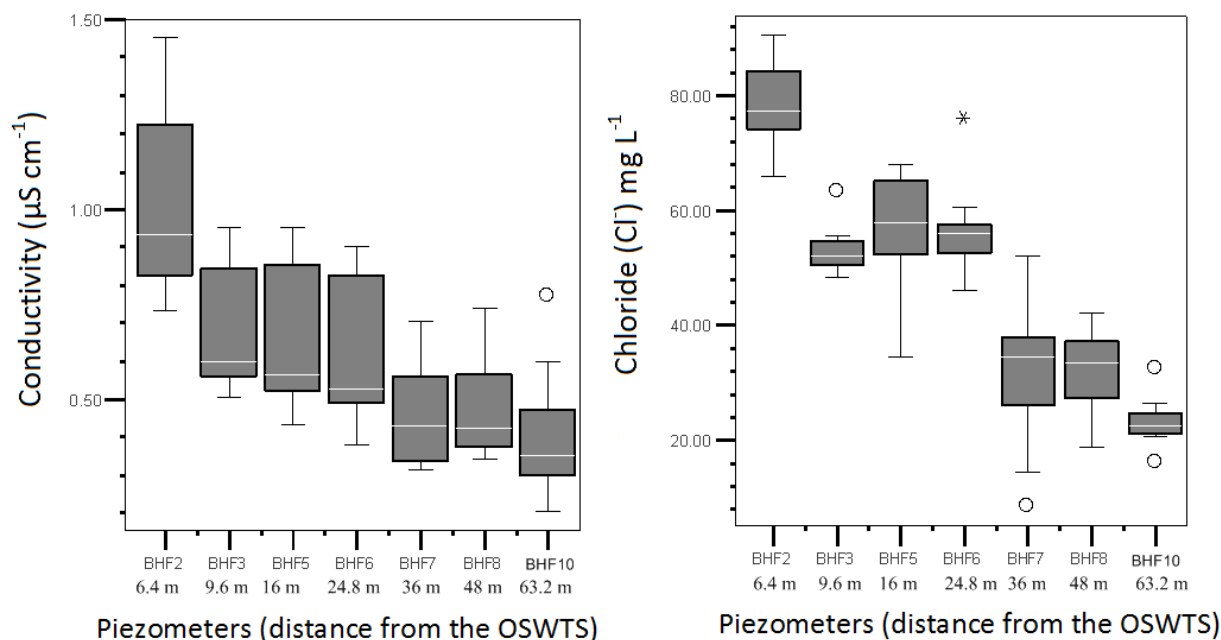 Conductivity (µS cm-1)
1.50
1.00
0.50
BHF2 BHF3 BHF5 BHF6 BHF7 BHF8 BHF10
6.4 m 9.6 m 16 m 24.8 m 36 m 48 m 63.2 m
Piezometers (distance from the OSWTS)
Chloride (Cl-) mg L-1
80.00
60.00
40.00
20.00
BHF2 BHF3 BHF5 BHF6 BHF7 BHF8 BHF10
6.4 m 9.6 m 16 m 24.8 m 36 m 48 m 63.2 m
Piezometers (distance from the OSWTS)